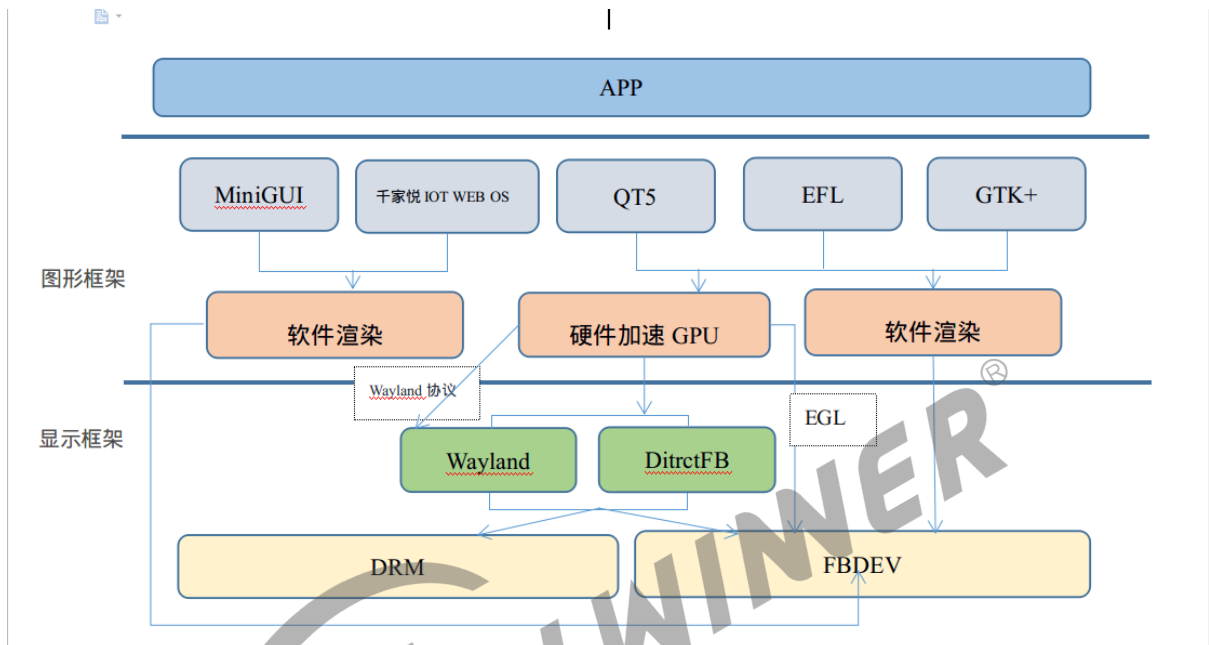 APP
MiniGUI
千家悦 IOT WEB OS
QT5
EFL
GTK+
图形框架
软件渲染
硬件加速 GPU
软件渲染
Wayland 协议
EGL
显示框架
Wayland
DitrctFB
DRM
FBDEV
WINNER®